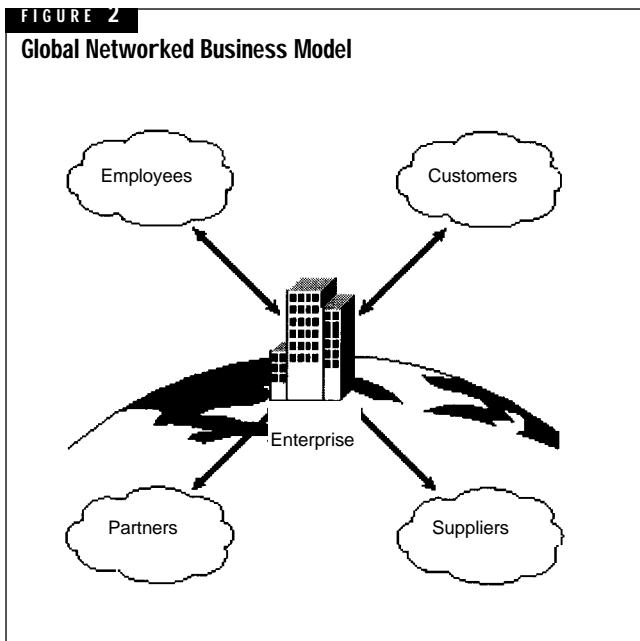 FIGURE 2
Global Networked Business Model
Employees
Customers
Enterprise
Partners
Suppliers